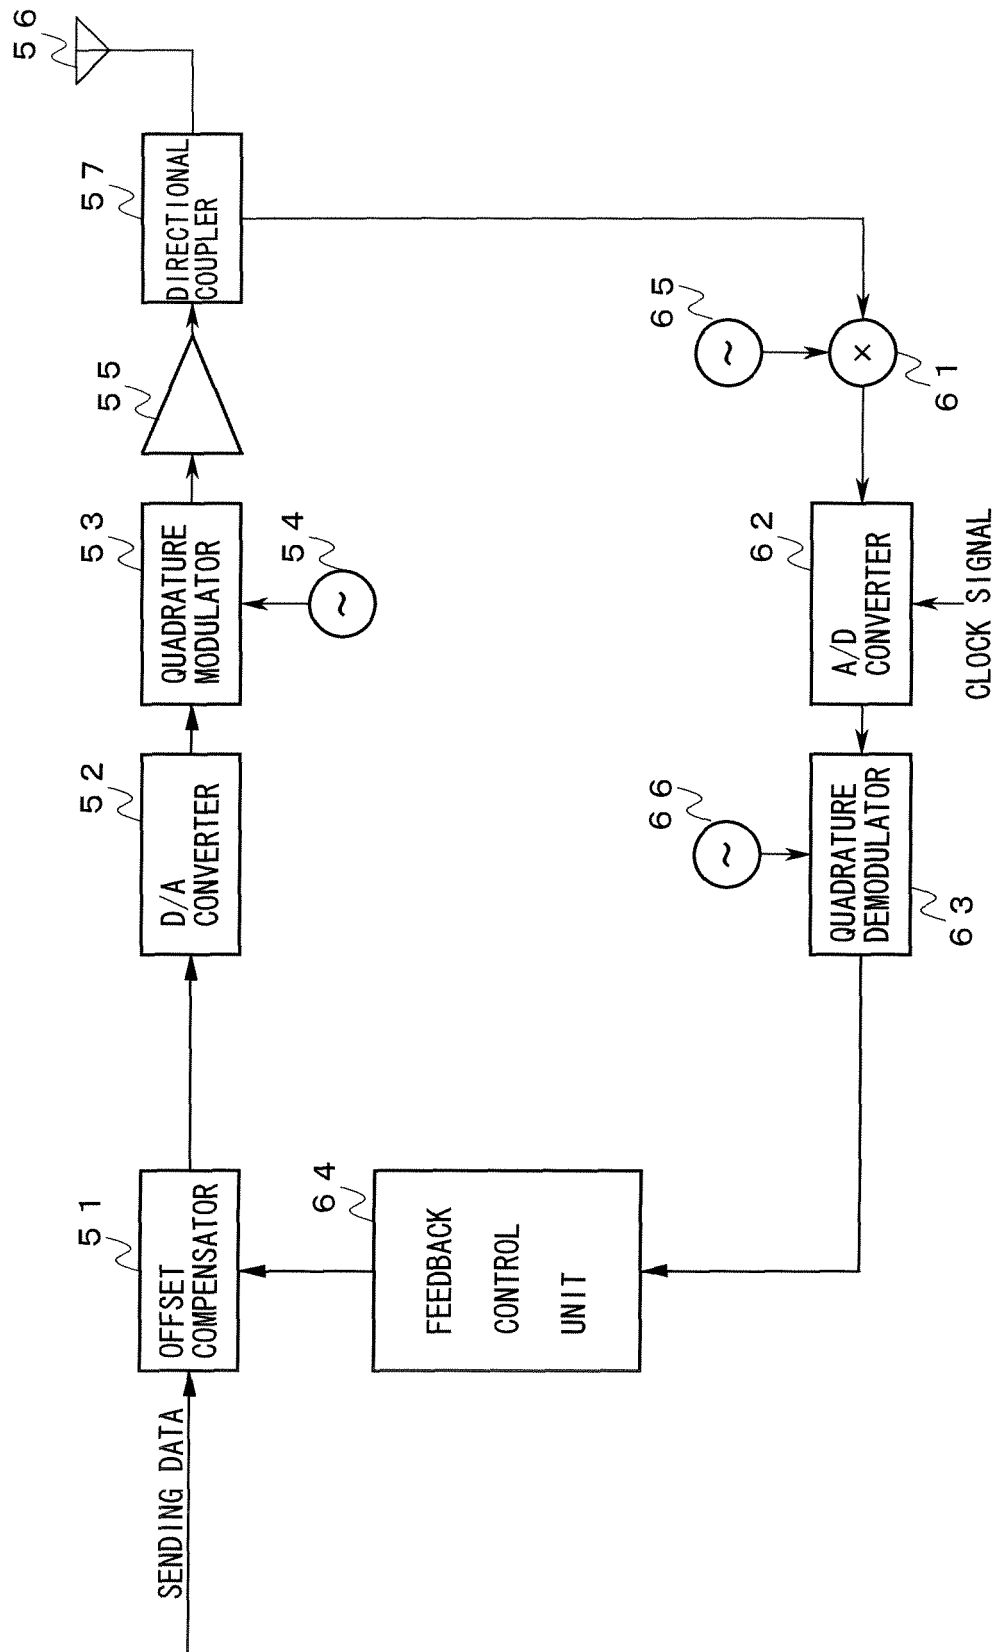 SENDING DATA
51
OFFSET
COMPENSATOR
52
D/A
CONVERTER
53
QUADRATURE
MODULATOR
54
~
55
57
DIRECTIONAL
COUPLER
56
64
FEEDBACK
CONTROL
UNIT
66
~
QUADRATURE
DEMODULATOR
63
62
A/D
CONVERTER
CLOCK SIGNAL
65
~
×
61